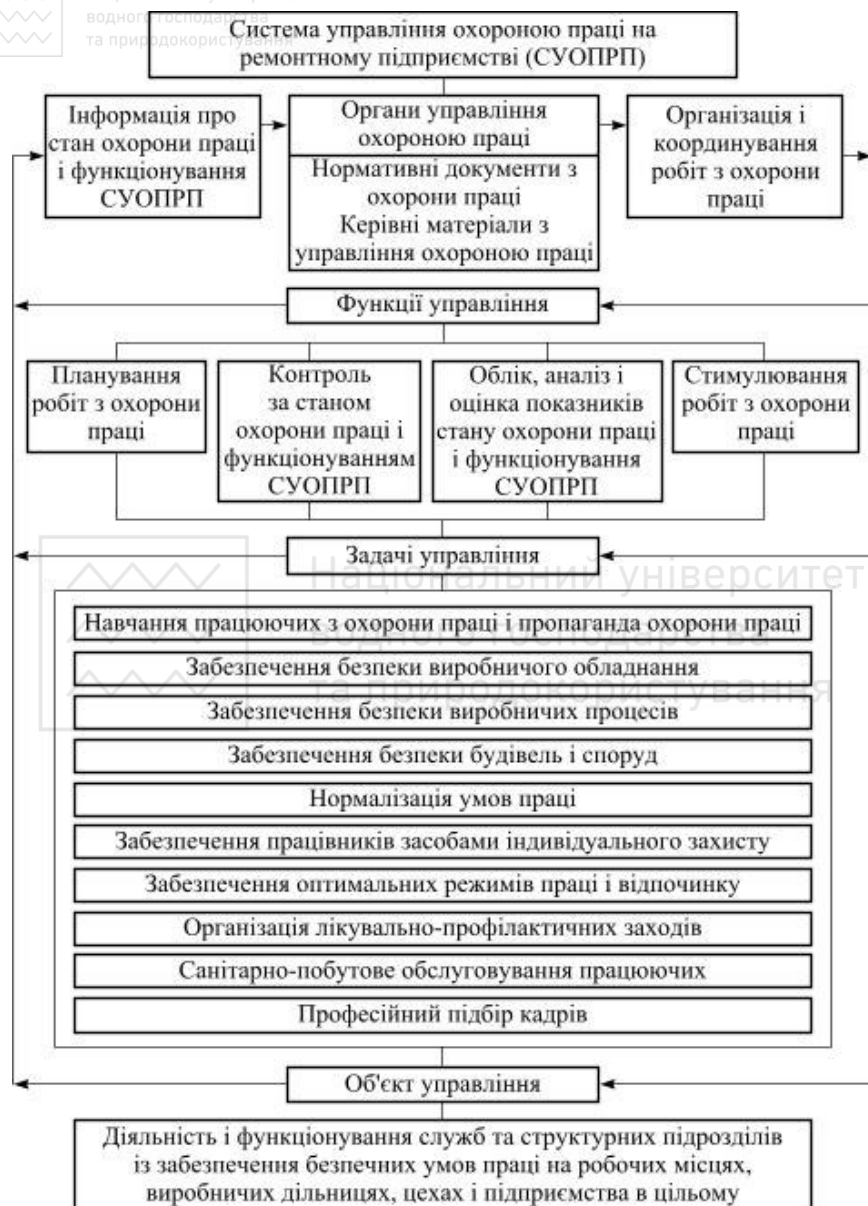 водного господарства
та природокористування
Система управління охороною праці на
ремонтному підприємстві (СУОПРП)
Інформація про
стан охорони праці
і функціонування
СУОПРП
Органи управління
охороною праці
Нормативні документи з
охорони праці
Керівні матеріали з
управління охороною праці
Організація і
координування
робіт з охорони
праці
Функції управління
Планування
робіт з охорони
праці
Контроль
за станом
охорони праці і
функціонуванням
СУОПРП
Облік, аналіз і
оцінка показників
стану охорони праці
і функціонування
СУОПРП
Стимулювання
робіт з охорони
праці
Задачі управління
Національний університет
водного господарства
та природокористування
Навчання працюючих з охорони праці і пропаганда охорони праці
Забезпечення безпеки виробничого обладнання
Забезпечення безпеки виробничих процесів
Забезпечення безпеки будівель і споруд
Нормалізація умов праці
Забезпечення працівників засобами індивідуального захисту
Забезпечення оптимальних режимів праці і відпочинку
Організація лікувально-профілактичних заходів
Санітарно-побутове обслуговування працюючих
Професійний підбір кадрів
Об'єкт управління
Діяльність і функціонування служб та структурних підрозділів
із забезпечення безпечних умов праці на робочих місцях,
виробничих дільницях, цехах і підприємства в цільому